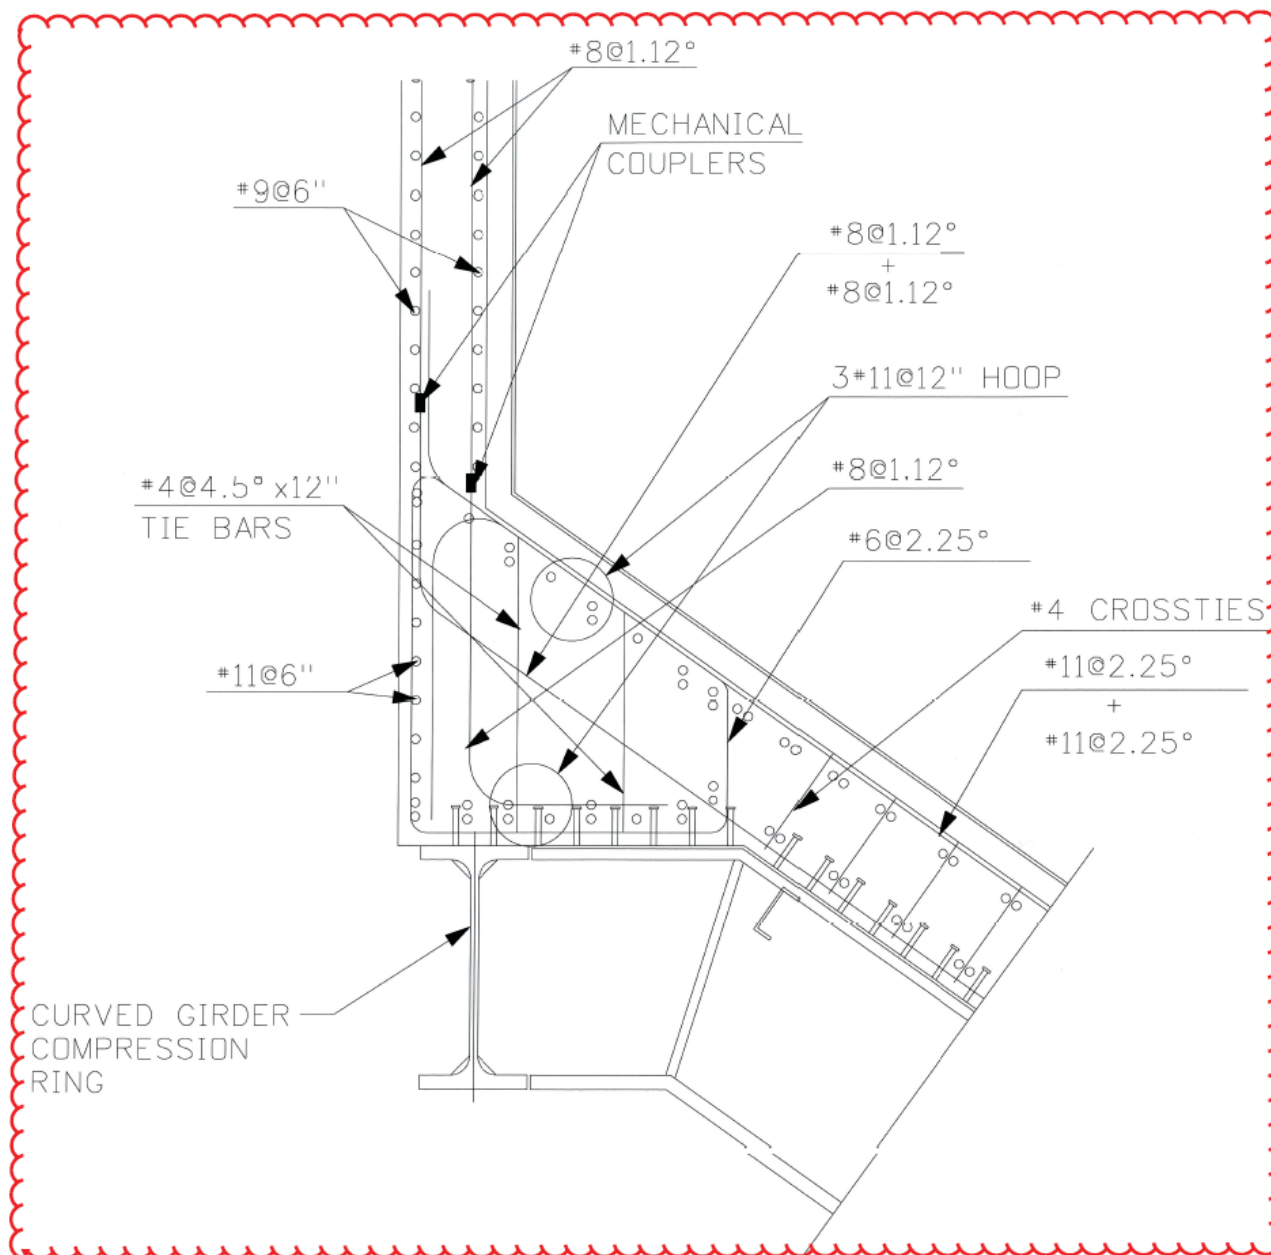 #8@1.12°
MECHANICAL
COUPLERS
#9@6"
#8@1.12°
+
#8@1.12°
3#11@12" HOOP
#4@4.5° x12"
TIE BARS
#8@1.12°
#6@2.25°
#4 CROSSTIES
#11@6"
#11@2.25°
+
#11@2.25°
CURVED GIRDER
COMPRESSION
RING